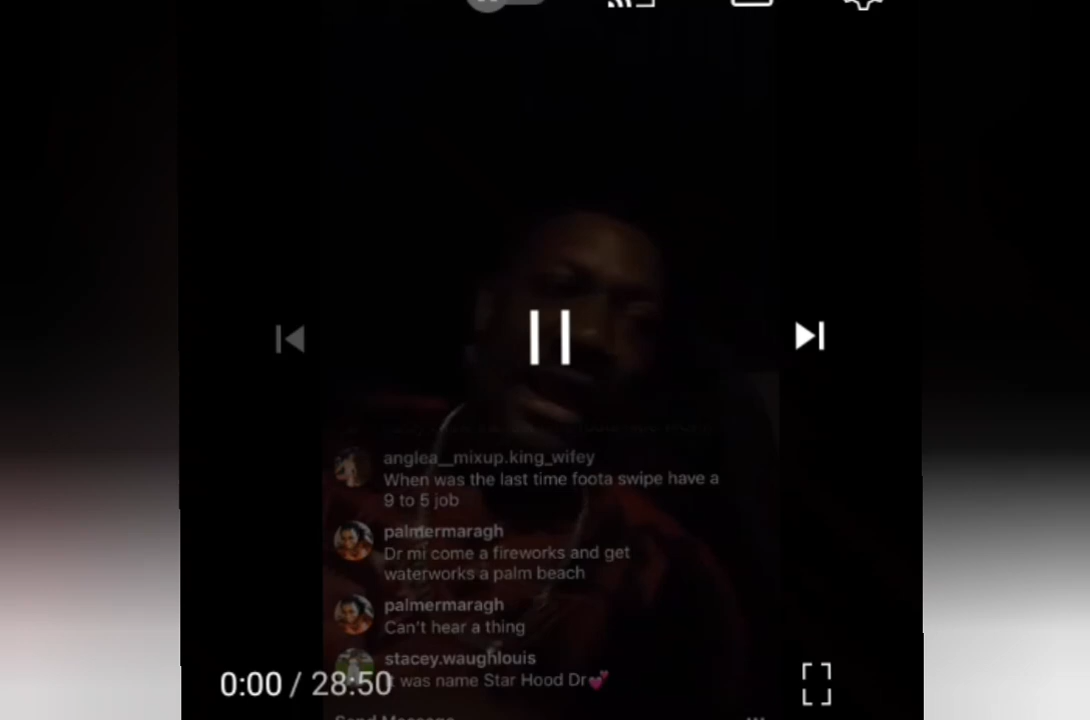 anglea__mixup.king_wifey
When was the last time foota swipe have a
9 to 5 job
palmermaragh
Dr mi come a fireworks and get
waterworks a palm beach
palmermaragh
Can't hear a thing
stacey.waughlouis
t was name Star Hood Dr💕
0:00 / 28:50
Send Message